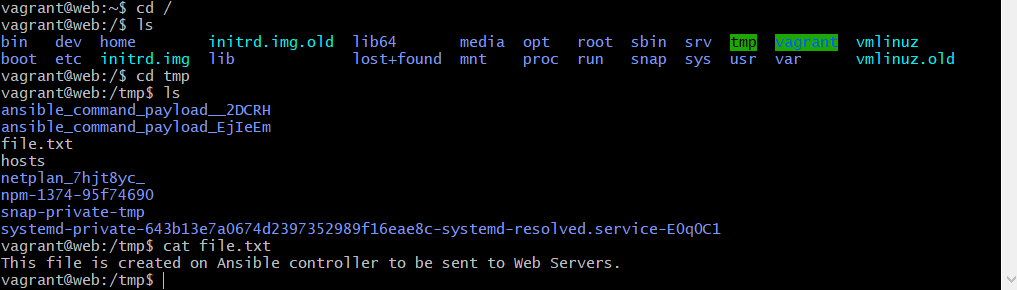 vagrant@web:~$ cd /
vagrant@web:/$ ls
bin dev home initrd.img.old lib64 media opt root sbin srv tmp vagrant vmlinuz
boot etc initrd.img lib lost+found mnt proc run snap sys usr var vmlinuz.old
vagrant@web:/$ cd tmp
vagrant@web:/tmp$ ls
ansible_command_payload__2DCRH
ansible_command_payload_EjIeEm
file.txt
hosts
netplan_7hjt8yc_
npm-1374-95f74690
snap-private-tmp
systemd-private-643b13e7a0674d2397352989f16eae8c-systemd-resolved.service-E0q0C1
vagrant@web:/tmp$ cat file.txt
This file is created on Ansible controller to be sent to Web Servers.
vagrant@web:/tmp$